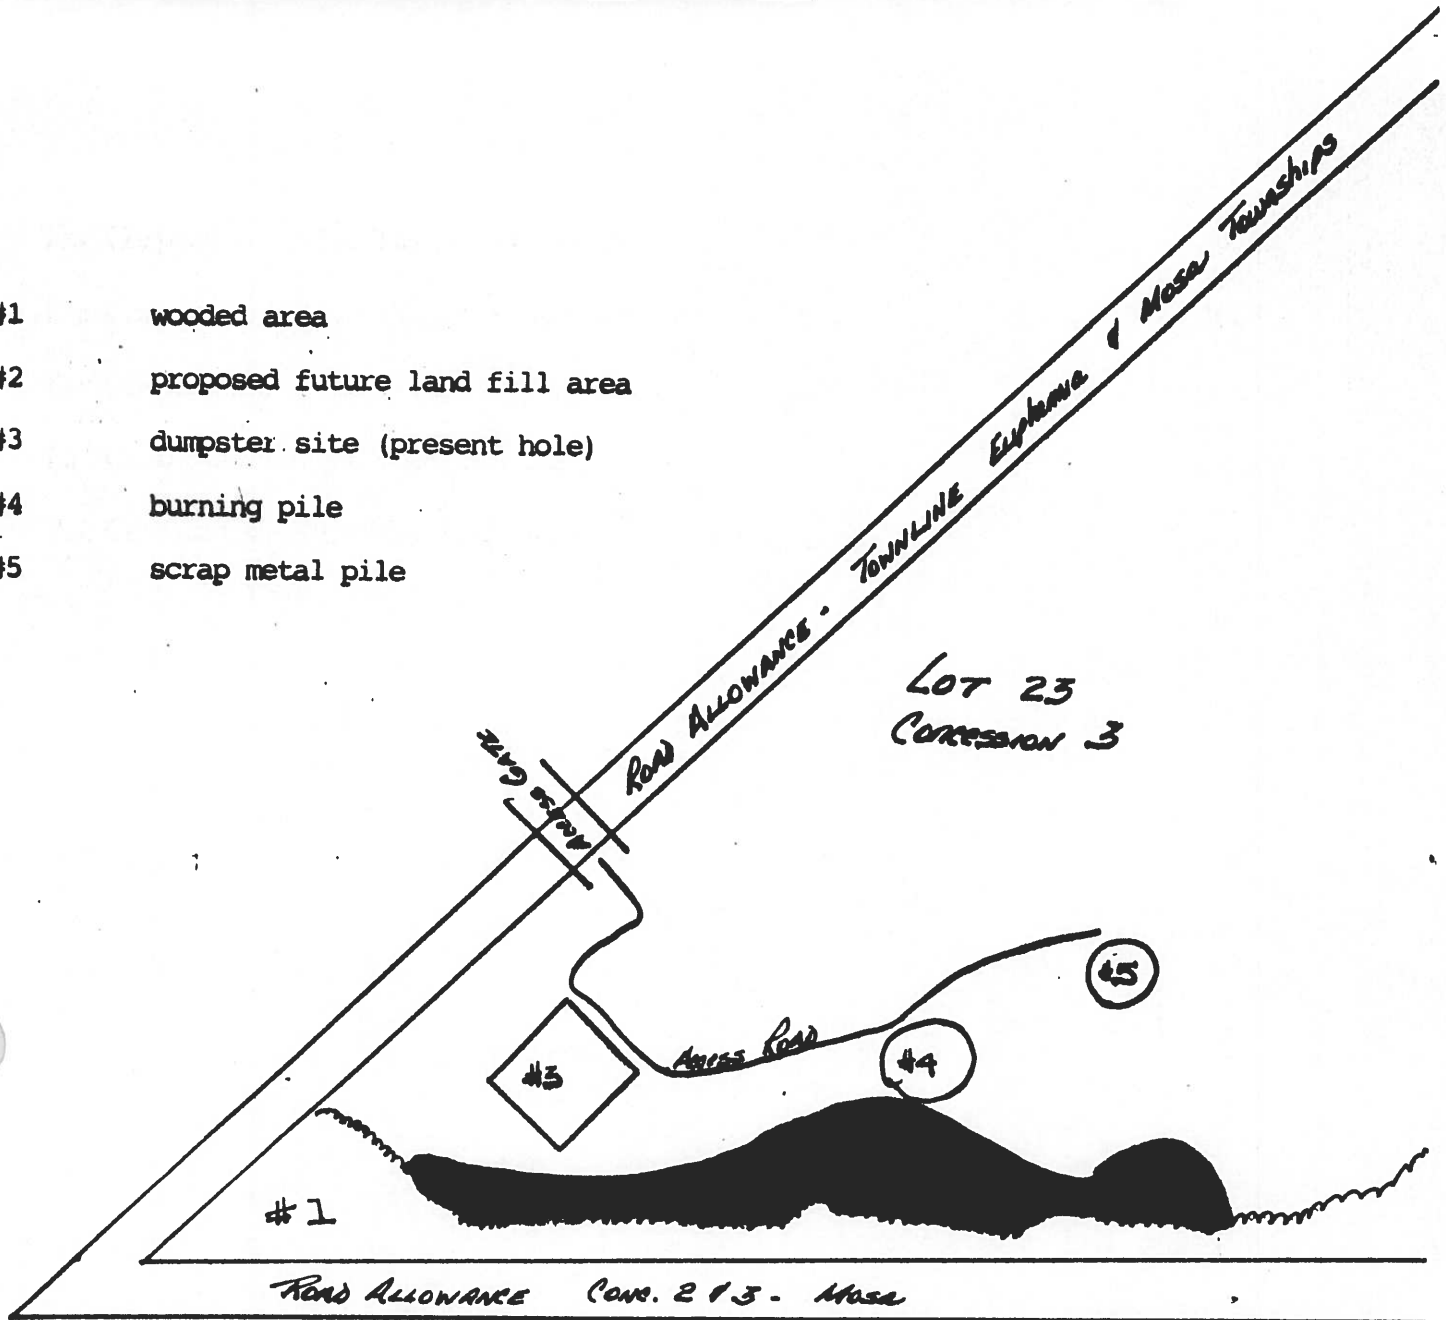 #1 wooded area
#2 proposed future land fill area
#3 dumpster site (present hole)
#4 burning pile
#5 scrap metal pile
Road Allowance - Townline Euphemia & Mosa Townships
Lot 23
Concession 3
Access Gate
#5
Access Road
#4
#3
#1
Road Allowance Conc. 2 & 3 - Mosa